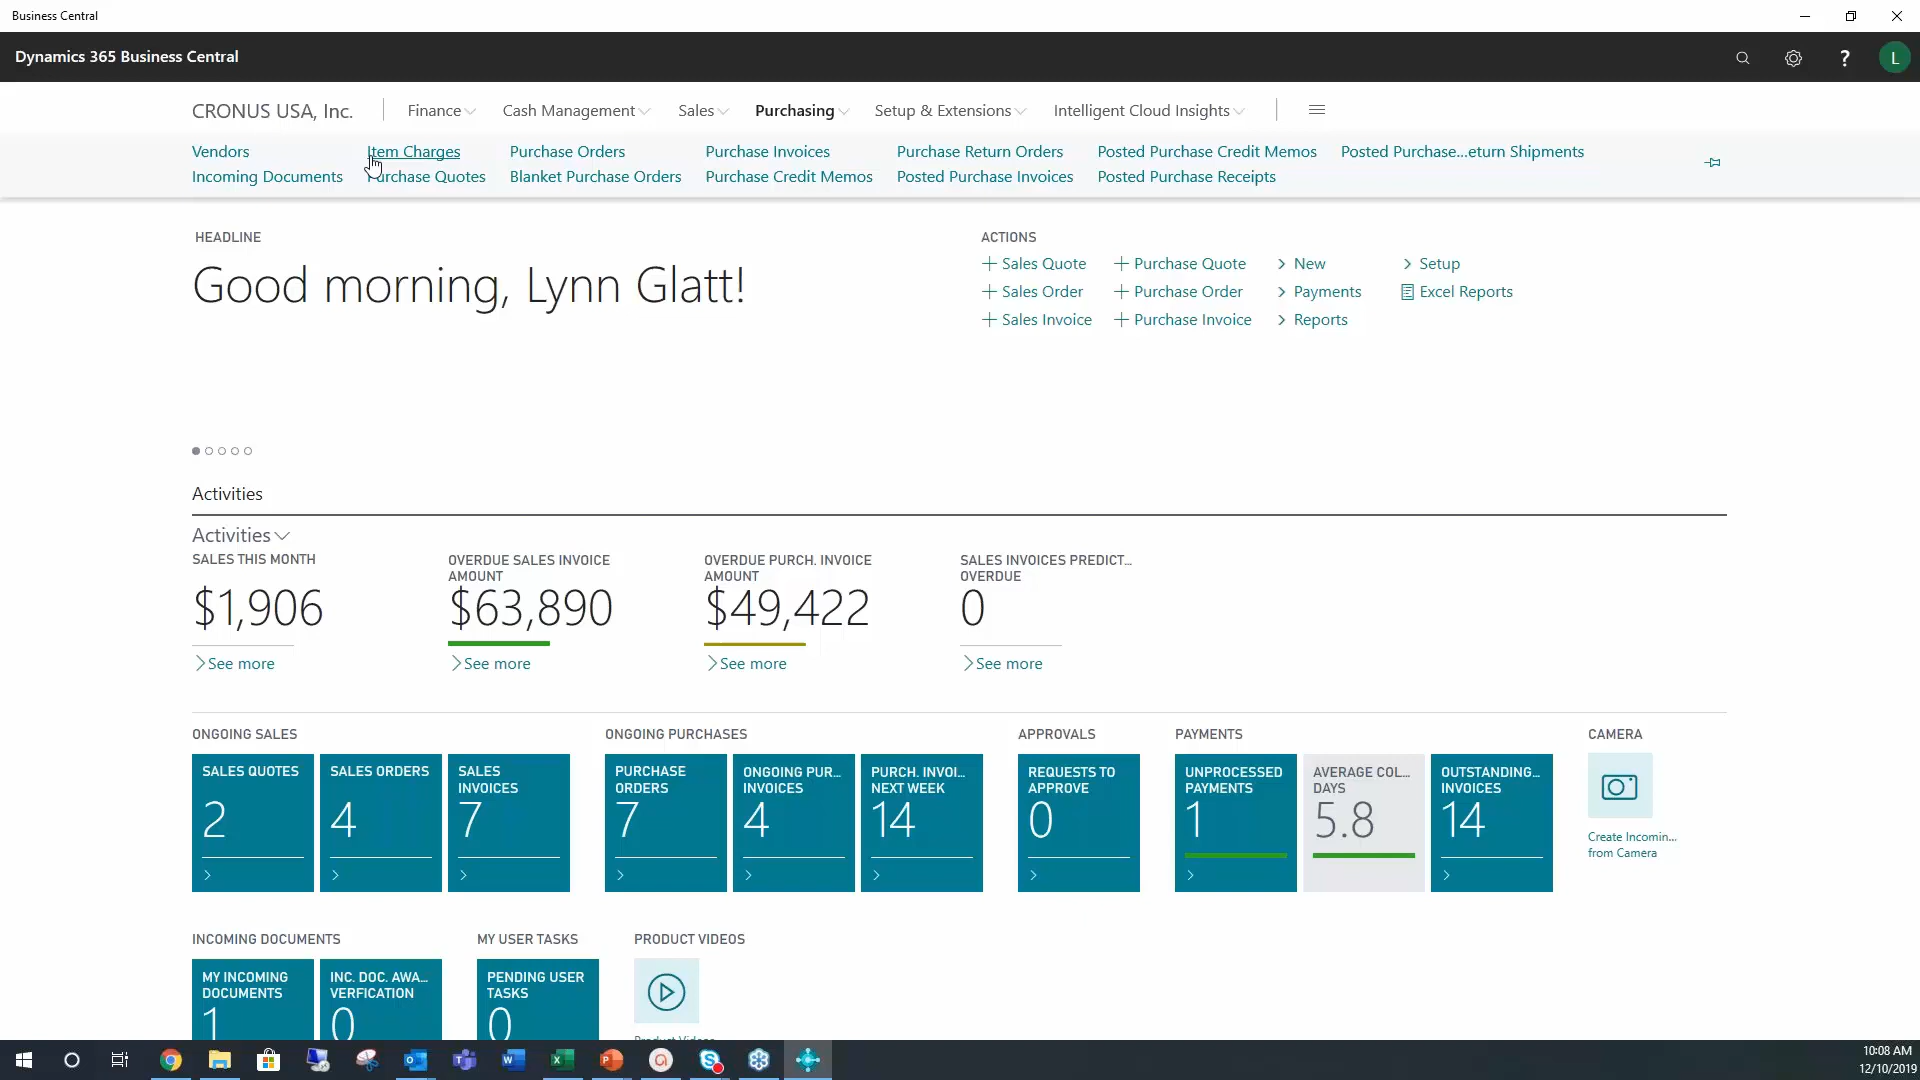 Business Central
Dynamics 365 Business Central
?
L
CRONUS USA, Inc.
Finance
Cash Management
Sales
Purchasing
Setup & Extensions
Intelligent Cloud Insights
Vendors
Item Charges
Purchase Orders
Purchase Invoices
Purchase Return Orders
Posted Purchase Credit Memos
Posted Purchase...eturn Shipments
Incoming Documents
Purchase Quotes
Blanket Purchase Orders
Purchase Credit Memos
Posted Purchase Invoices
Posted Purchase Receipts
HEADLINE
Good morning, Lynn Glatt!
ACTIONS
Sales Quote
Purchase Quote
New
Setup
Sales Order
Purchase Order
Payments
Excel Reports
Sales Invoice
Purchase Invoice
Reports
Activities
Activities
SALES THIS MONTH
$1,906
See more
OVERDUE SALES INVOICE
AMOUNT
$63,890
See more
OVERDUE PURCH. INVOICE
AMOUNT
$49,422
See more
SALES INVOICES PREDICT...
OVERDUE
0
See more
ONGOING SALES
SALES QUOTES
2
SALES ORDERS
4
SALES
INVOICES
7
ONGOING PURCHASES
PURCHASE
ORDERS
7
ONGOING PUR...
INVOICES
4
PURCH. INVOI...
NEXT WEEK
14
APPROVALS
REQUESTS TO
APPROVE
0
PAYMENTS
UNPROCESSED
PAYMENTS
1
AVERAGE COL...
DAYS
5.8
OUTSTANDING...
INVOICES
14
CAMERA
Create Incomin...
from Camera
INCOMING DOCUMENTS
MY INCOMING
DOCUMENTS
1
INC. DOC. AWA...
VERFICATION
0
MY USER TASKS
PENDING USER
TASKS
0
PRODUCT VIDEOS
Product Videos
10:08 AM
12/10/2019